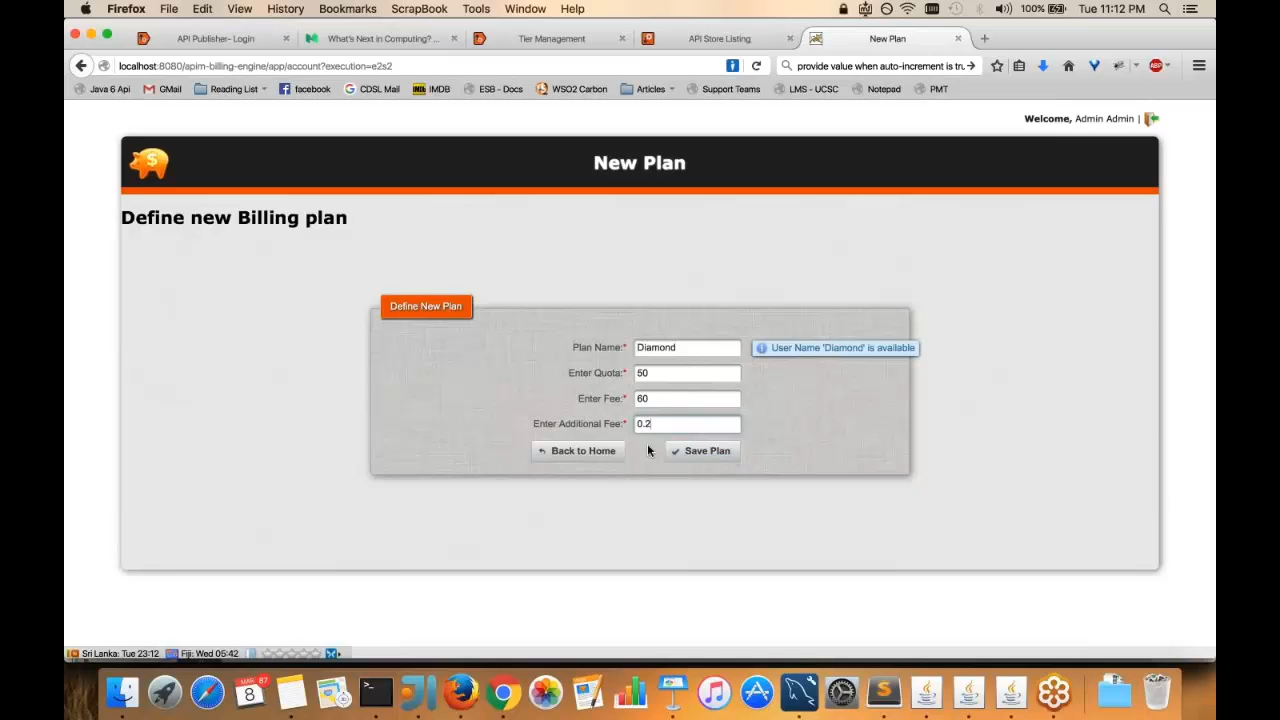 Firefox File Edit View History Bookmarks ScrapBook Tools Window Help 100% Tue 11:12 PM
API Publisher- Login What's Next in Computing? ... Tier Management API Store Listing New Plan
localhost:8080/apim-billing-engine/app/account?execution=e2s2 provide value when auto-increment is tru
Java 6 Api GMail Reading List facebook CDSL Mail IMDB ESB - Docs WSO2 Carbon Articles Support Teams LMS - UCSC Notepad PMT
Welcome, Admin Admin |
New Plan
Define new Billing plan
Define New Plan
Plan Name:* Diamond User Name 'Diamond' is available
Enter Quota:* 50
Enter Fee:* 60
Enter Additional Fee:* 0.2
Back to Home Save Plan
Sri Lanka: Tue 23:12 Fiji: Wed 05:42